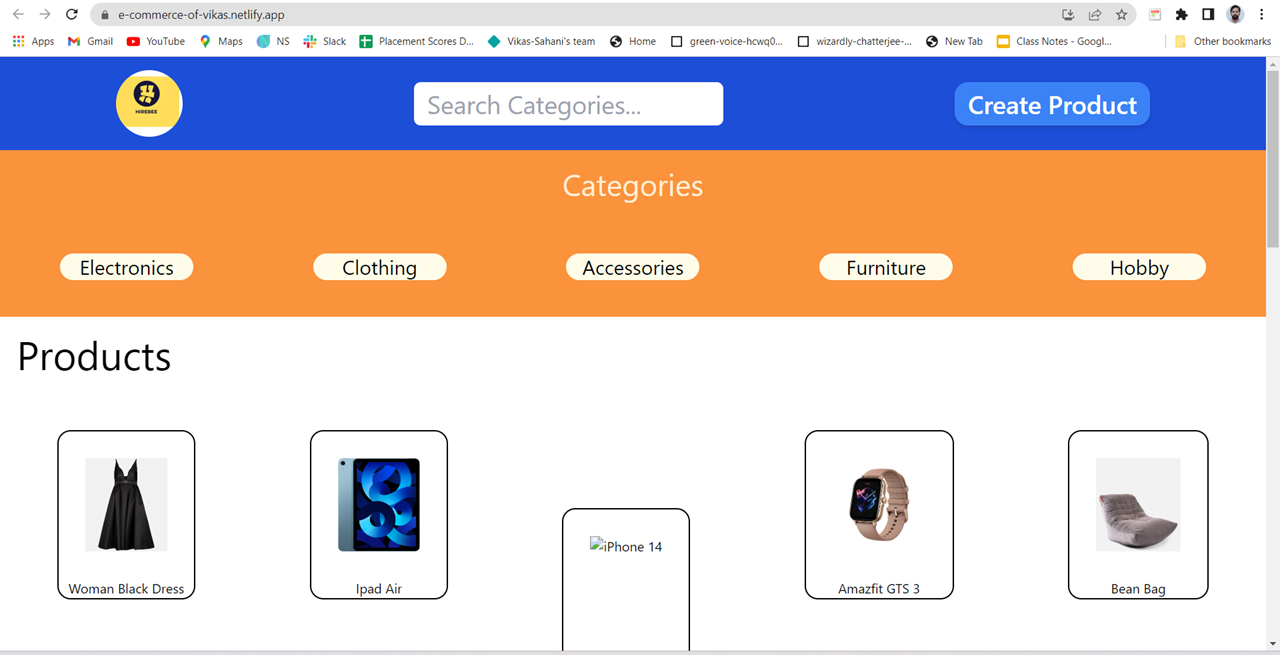 e-commerce-of-vikas.netlify.app
Apps Gmail YouTube Maps NS Slack Placement Scores D... Vikas-Sahani's team Home green-voice-hcwq0... wizardly-chatterjee-... New Tab Class Notes - Googl... Other bookmarks
HIREBEE
Search Categories...
Create Product
Categories
Electronics Clothing Accessories Furniture Hobby
Products
iPhone 14
Woman Black Dress Ipad Air Amazfit GTS 3 Bean Bag